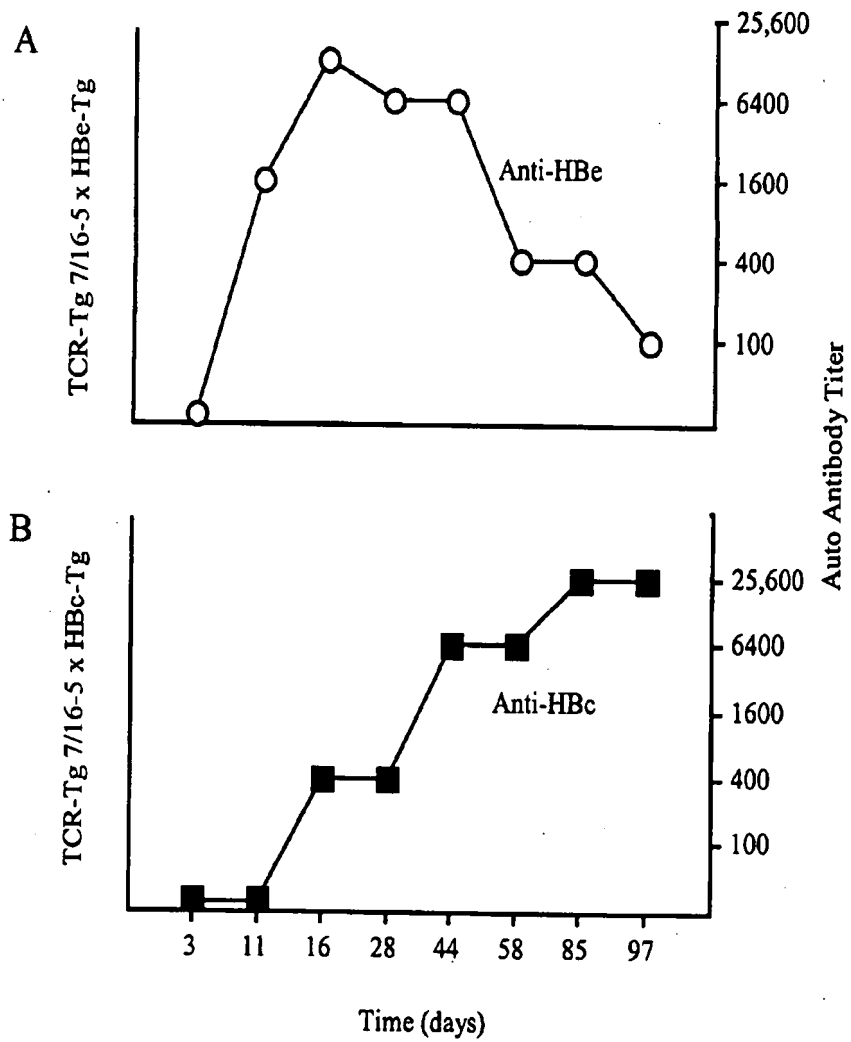 A
TCR-Tg 7/16-5 x HBe-Tg
Anti-HBe
25,600
6400
1600
400
100
Auto Antibody Titer
B
TCR-Tg 7/16-5 x HBc-Tg
Anti-HBc
25,600
6400
1600
400
100
3 11 16 28 44 58 85 97
Time (days)